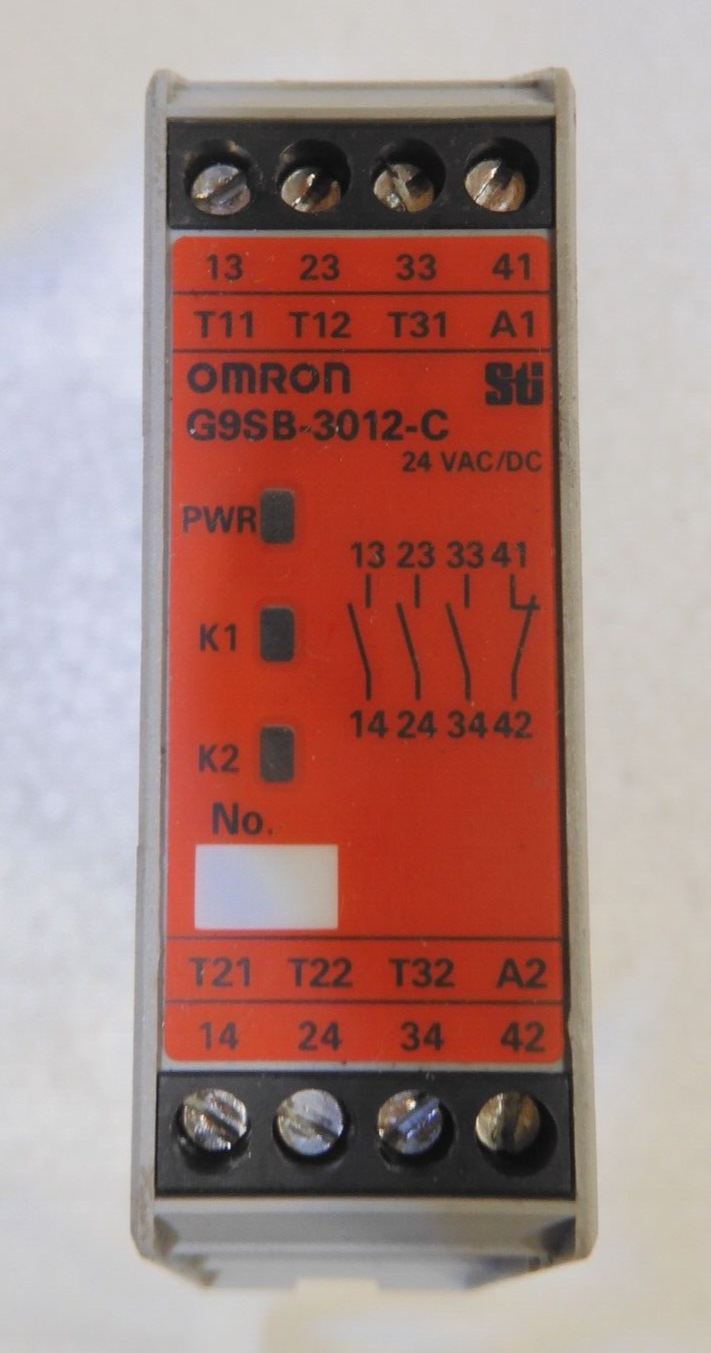 13 23 33 41
T11 T12 T31 A1
OMRON Sti
G9SB-3012-C
24 VAC/DC
PWR
13 23 33 41
K1
14 24 34 42
K2
No.
T21 T22 T32 A2
14 24 34 42